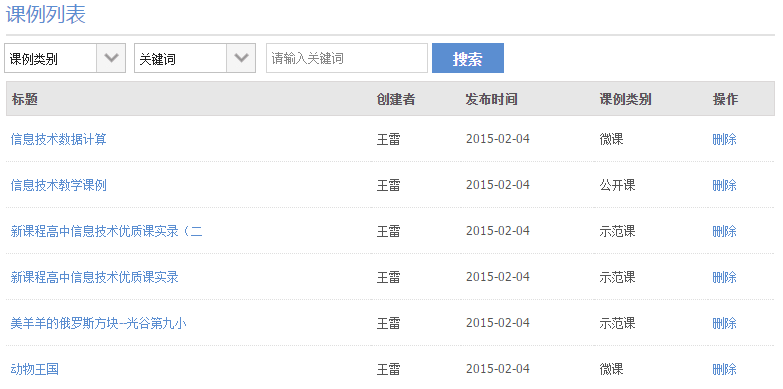 课例列表
课例类别 关键词 请输入关键词 搜索
标题 创建者 发布时间 课例类别 操作
信息技术数据计算 王雷 2015-02-04 微课 删除
信息技术教学课例 王雷 2015-02-04 公开课 删除
新课程高中信息技术优质课实录（二 王雷 2015-02-04 示范课 删除
新课程高中信息技术优质课实录 王雷 2015-02-04 示范课 删除
美羊羊的俄罗斯方块--光谷第九小 王雷 2015-02-04 示范课 删除
动物王国 王雷 2015-02-04 微课 删除